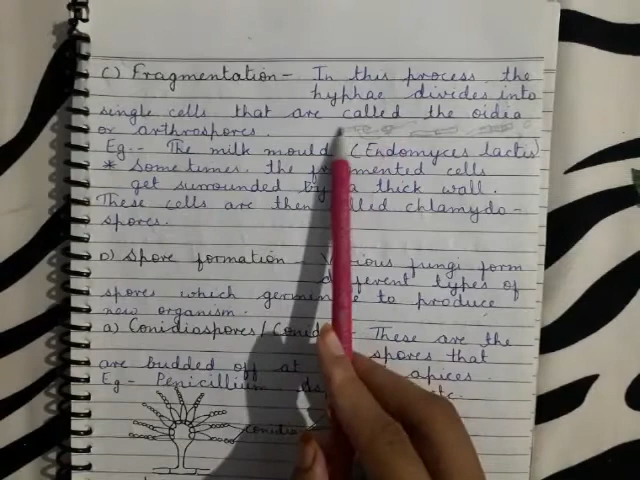 C) Fragmentation - In this process the
hyphae divides into
single cells that are called the oidia
or arthrospores.
Eg.- The milk mould (Endomyces lactis)
* Sometimes, the cells
get surrounded by a thick wall.
These cells are then called chlamydo-
spores.
D) Spore formation - Various fungi form
different types of
spores which germinate to produce
new organism.
a) Conidiospores/ - These are the
spores that
are budded off at apices.
Eg- Penicillium etc.
conidia